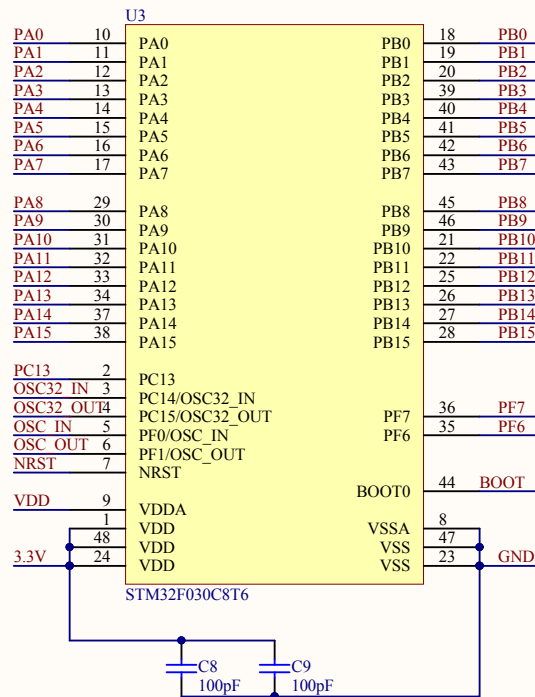 U3
PA0 10 PA0 PB0 18 PB0
PA1 11 PA1 PB1 19 PB1
PA2 12 PA2 PB2 20 PB2
PA3 13 PA3 PB3 39 PB3
PA4 14 PA4 PB4 40 PB4
PA5 15 PA5 PB5 41 PB5
PA6 16 PA6 PB6 42 PB6
PA7 17 PA7 PB7 43 PB7
PA8 29 PA8 PB8 45 PB8
PA9 30 PA9 PB9 46 PB9
PA10 31 PA10 PB10 21 PB10
PA11 32 PA11 PB11 22 PB11
PA12 33 PA12 PB12 25 PB12
PA13 34 PA13 PB13 26 PB13
PA14 37 PA14 PB14 27 PB14
PA15 38 PA15 PB15 28 PB15
PC13 2 PC13
OSC32_IN 3 PC14/OSC32_IN
OSC32_OUT 4 PC15/OSC32_OUT PF7 36 PF7
OSC_IN 5 PF0/OSC_IN PF6 35 PF6
OSC_OUT 6 PF1/OSC_OUT
NRST 7 NRST
BOOT0 44 BOOT
VDD 9 VDDA
1 VDD VSSA 8
48 VDD VSS 47
3.3V 24 VDD VSS 23 GND
STM32F030C8T6
C8 C9
100pF 100pF